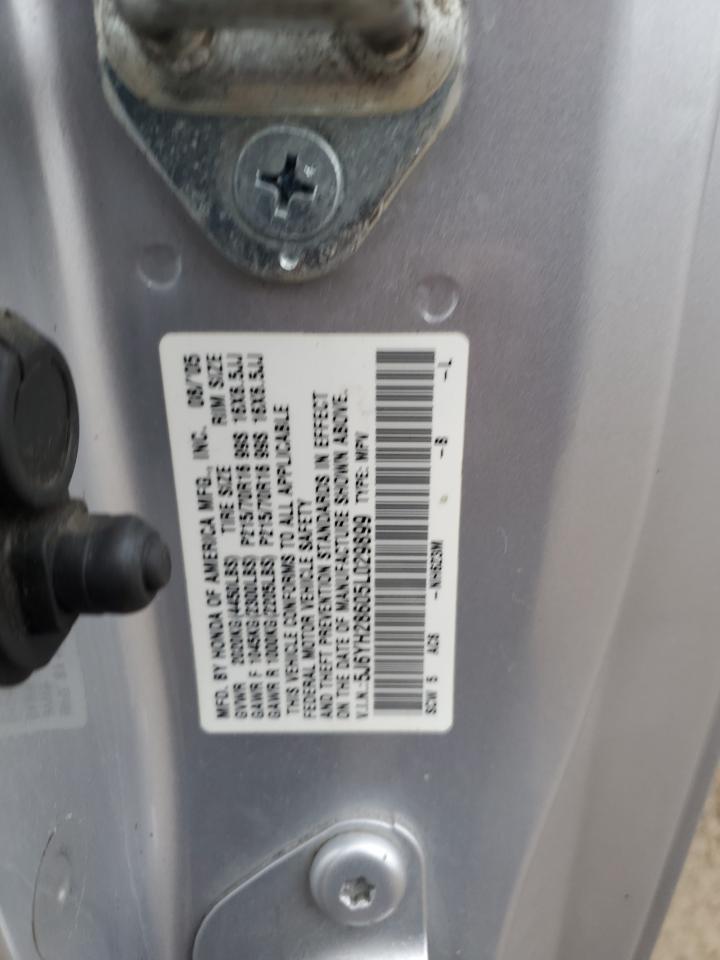 MFD. BY HONDA OF AMERICA MFG., INC. 08/'05
GVWR 2020KG(4450LBS) TIRE SIZE RIM SIZE
GAWR F 1045KG(2300LBS) P215/70R16 99S 16X6.5JJ
GAWR R 1000KG(2205LBS) P215/70R16 99S 16X6.5JJ
THIS VEHICLE CONFORMS TO ALL APPLICABLE
FEDERAL MOTOR VEHICLE SAFETY
AND THEFT PREVENTION STANDARDS IN EFFECT
ON THE DATE OF MANUFACTURE SHOWN ABOVE.
V.I.N.:5J6YH28605L029899 TYPE: MPV
SCW 5 AC6 -NH623M -B -L